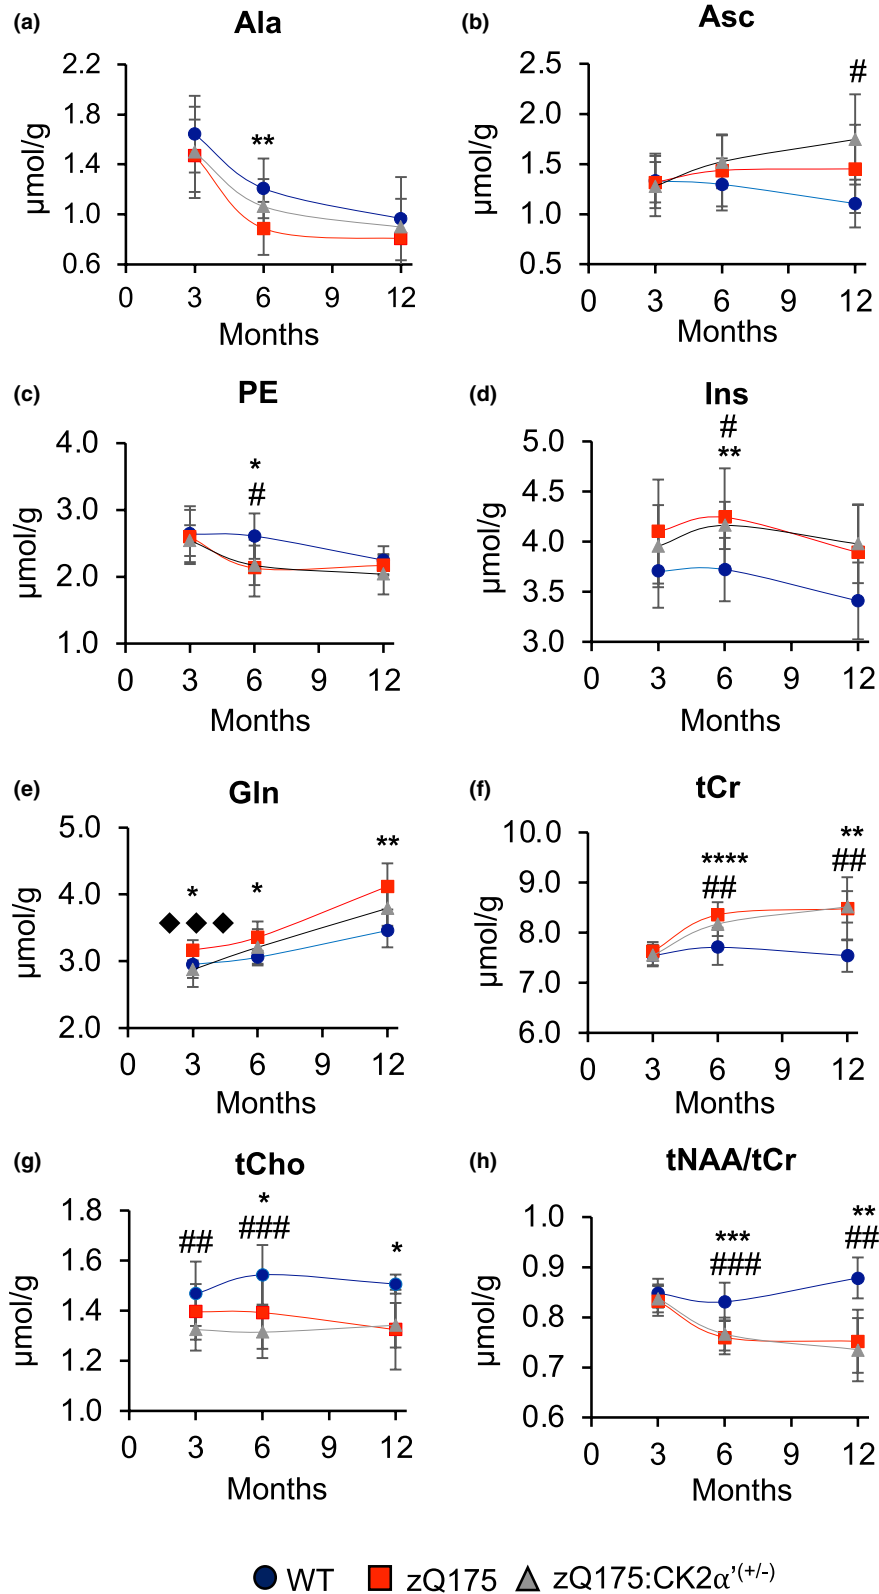 (a) Ala
2.2
1.8
1.4
1.0
0.6
µmol/g
**
0 3 6 9 12
Months
(b) Asc
2.5
2.0
1.5
1.0
0.5
µmol/g
#
0 3 6 9 12
Months
(c) PE
4.0
3.0
2.0
1.0
µmol/g
*
#
0 3 6 9 12
Months
(d) Ins
5.0
4.5
4.0
3.5
3.0
µmol/g
#
**
0 3 6 9 12
Months
(e) Gln
5.0
4.0
3.0
2.0
µmol/g
* * **
◆◆◆
0 3 6 9 12
Months
(f) tCr
10.0
9.0
8.0
7.0
6.0
µmol/g
**** **
## ##
0 3 6 9 12
Months
(g) tCho
1.8
1.6
1.4
1.2
1.0
µmol/g
*
## ### *
0 3 6 9 12
Months
(h) tNAA/tCr
1.0
0.9
0.8
0.7
0.6
µmol/g
*** **
### ##
0 3 6 9 12
Months
WT zQ175 zQ175:CK2α’(+/-)